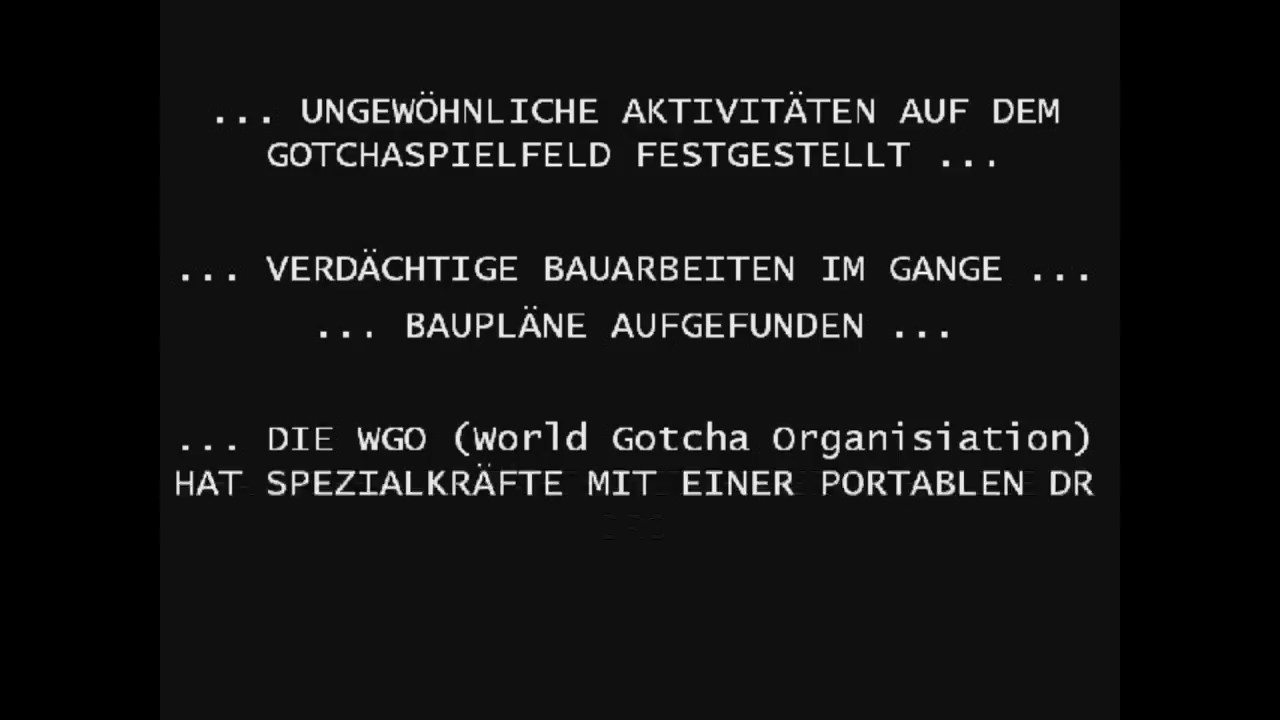 ... UNGEWÖHNLICHE AKTIVITÄTEN AUF DEM
GOTCHASPIELFELD FESTGESTELLT ...
... VERDÄCHTIGE BAUARBEITEN IM GANGE ...
... BAUPLÄNE AUFGEFUNDEN ...
... DIE WGO (World Gotcha Organisiation)
HAT SPEZIALKRÄFTE MIT EINER PORTABLEN DR